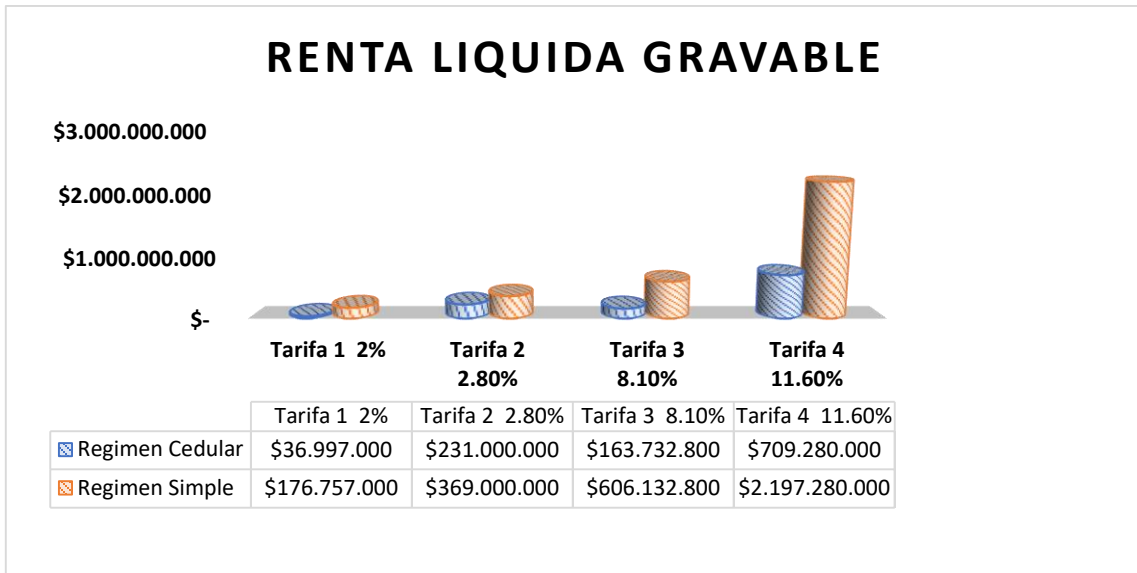 RENTA LIQUIDA GRAVABLE
$3.000.000.000
$2.000.000.000
$1.000.000.000
$-
Tarifa 1 2% Tarifa 2 Tarifa 3 Tarifa 4
2.80% 8.10% 11.60%
Tarifa 1 2% Tarifa 2 2.80% Tarifa 3 8.10% Tarifa 4 11.60%
Regimen Cedular $36.997.000 $231.000.000 $163.732.800 $709.280.000
Regimen Simple $176.757.000 $369.000.000 $606.132.800 $2.197.280.000